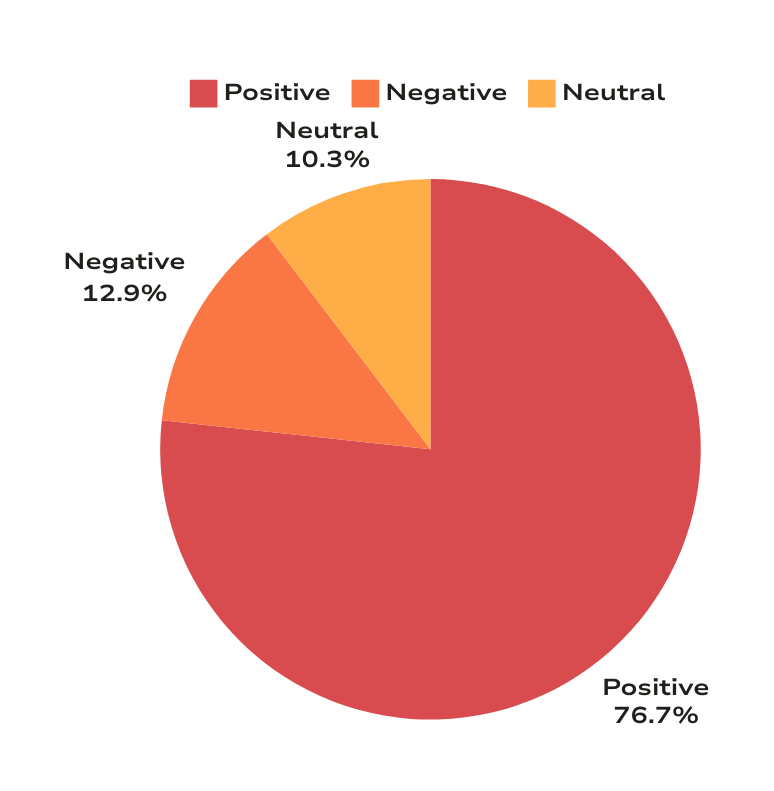 Positive Negative Neutral
Neutral
10.3%
Negative
12.9%
Positive
76.7%